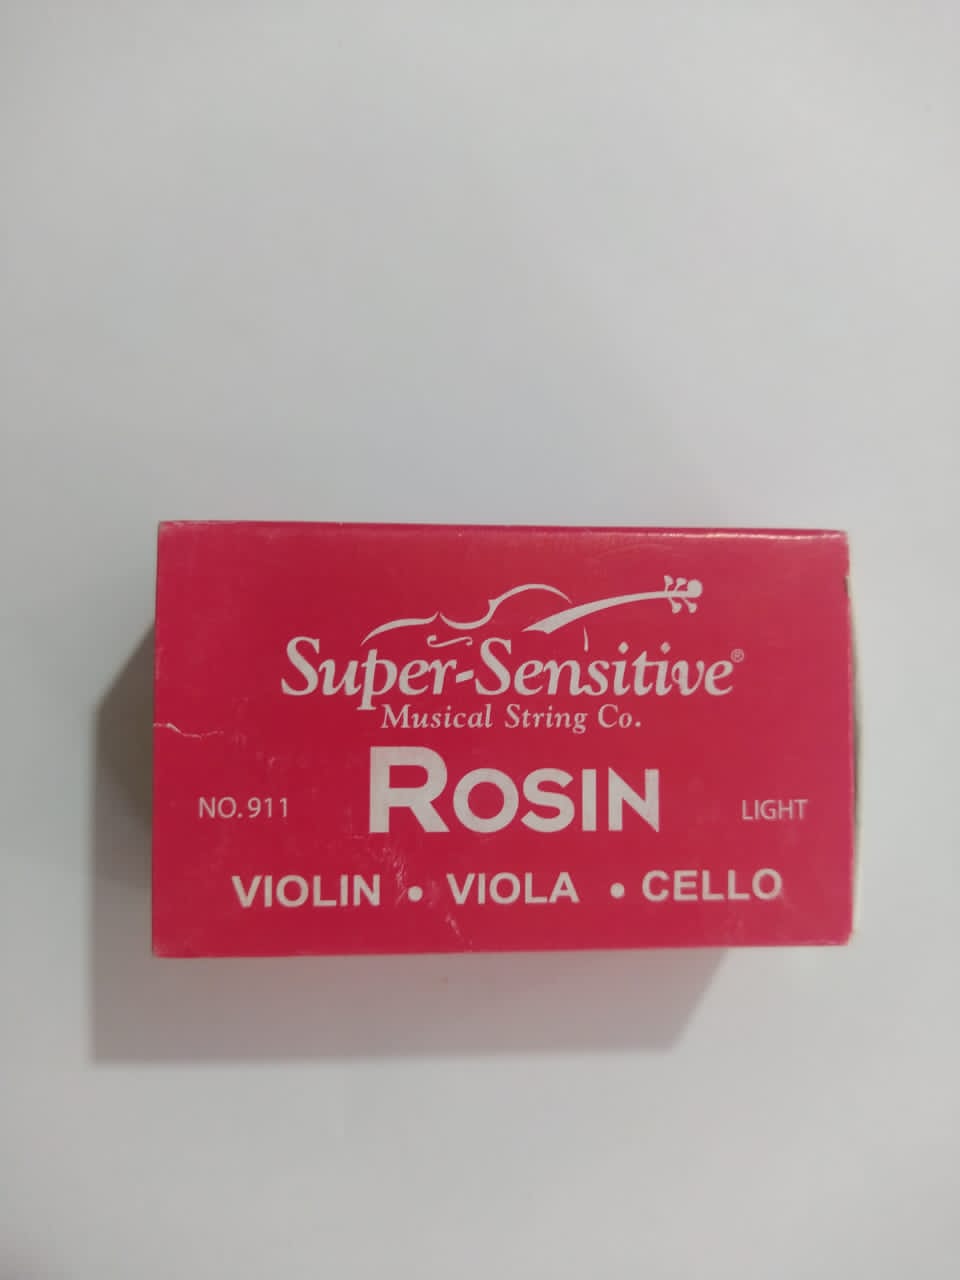 Super-Sensitive®
Musical String Co.
ROSIN
NO. 911
LIGHT
VIOLIN • VIOLA • CELLO